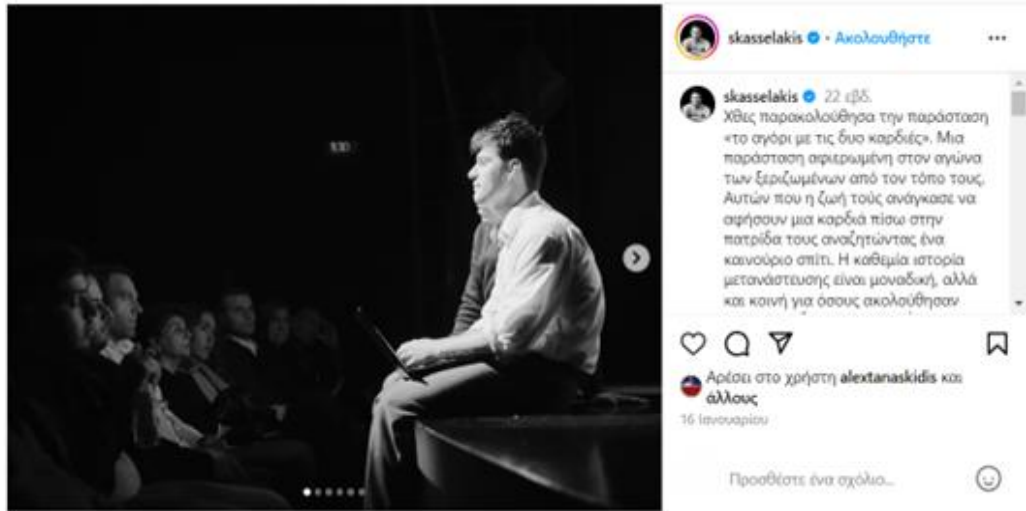 skasselakis • Ακολουθήστε
skasselakis 22 εβδ.
Χθες παρακολούθησα την παράσταση
«το αγόρι με τις δυο καρδιές». Μια
παράσταση αφιερωμένη στον αγώνα
των ξεριζωμένων από τον τόπο τους.
Αυτών που η ζωή τούς ανάγκασε να
αφήσουν μια καρδιά πίσω στην
πατρίδα τους αναζητώντας ένα
καινούριο σπίτι. Η καθεμία ιστορία
μετανάστευσης είναι μοναδική, αλλά
και κοινή για όσους ακολούθησαν
Αρέσει στο χρήστη alextanaskidis και
άλλους
16 Ιανουαρίου
Προσθέστε ένα σχόλιο...